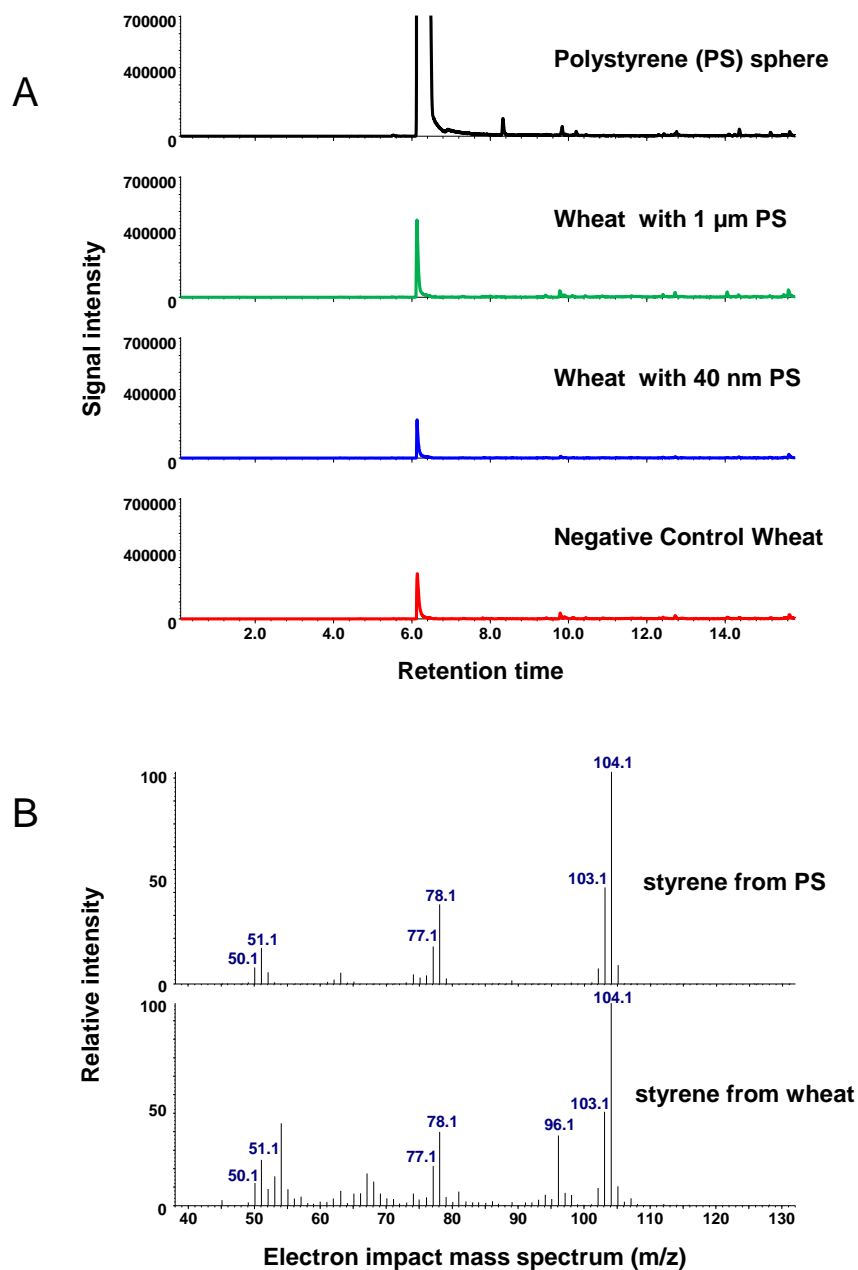 A
Signal intensity
700000
400000
0
Polystyrene (PS) sphere
700000
400000
0
Wheat  with 1 µm PS
700000
400000
0
Wheat  with 40 nm PS
700000
400000
0
Negative Control Wheat
2.0 4.0 6.0 8.0 10.0 12.0 14.0
Retention time
B
Relative intensity
100
50
104.1
103.1
78.1
77.1
51.1
50.1
styrene from PS
100
50
0
104.1
103.1
96.1
78.1
77.1
51.1
50.1
styrene from wheat
40 50 60 70 80 90 100 110 120 130
Electron impact mass spectrum (m/z)